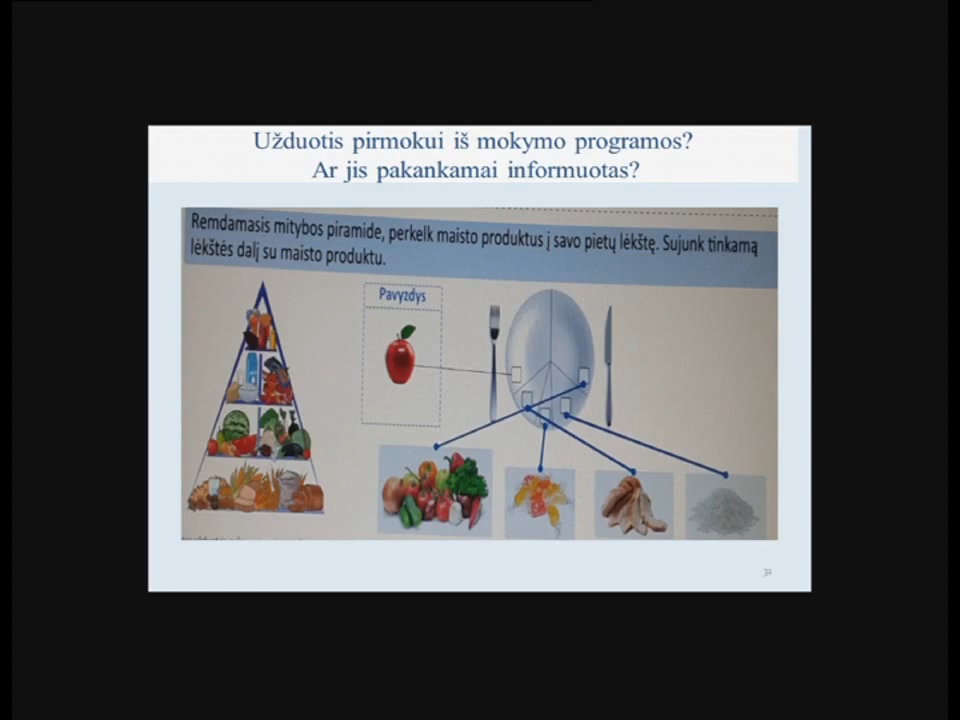 Užduotis pirmokui iš mokymo programos?
Ar jis pakankamai informuotas?
Remdamasis mitybos piramide, perkelk maisto produktus į savo pietų lėkštę. Sujunk tinkamą
lėkštės dalį su maisto produktu.
Pavyzdys
31